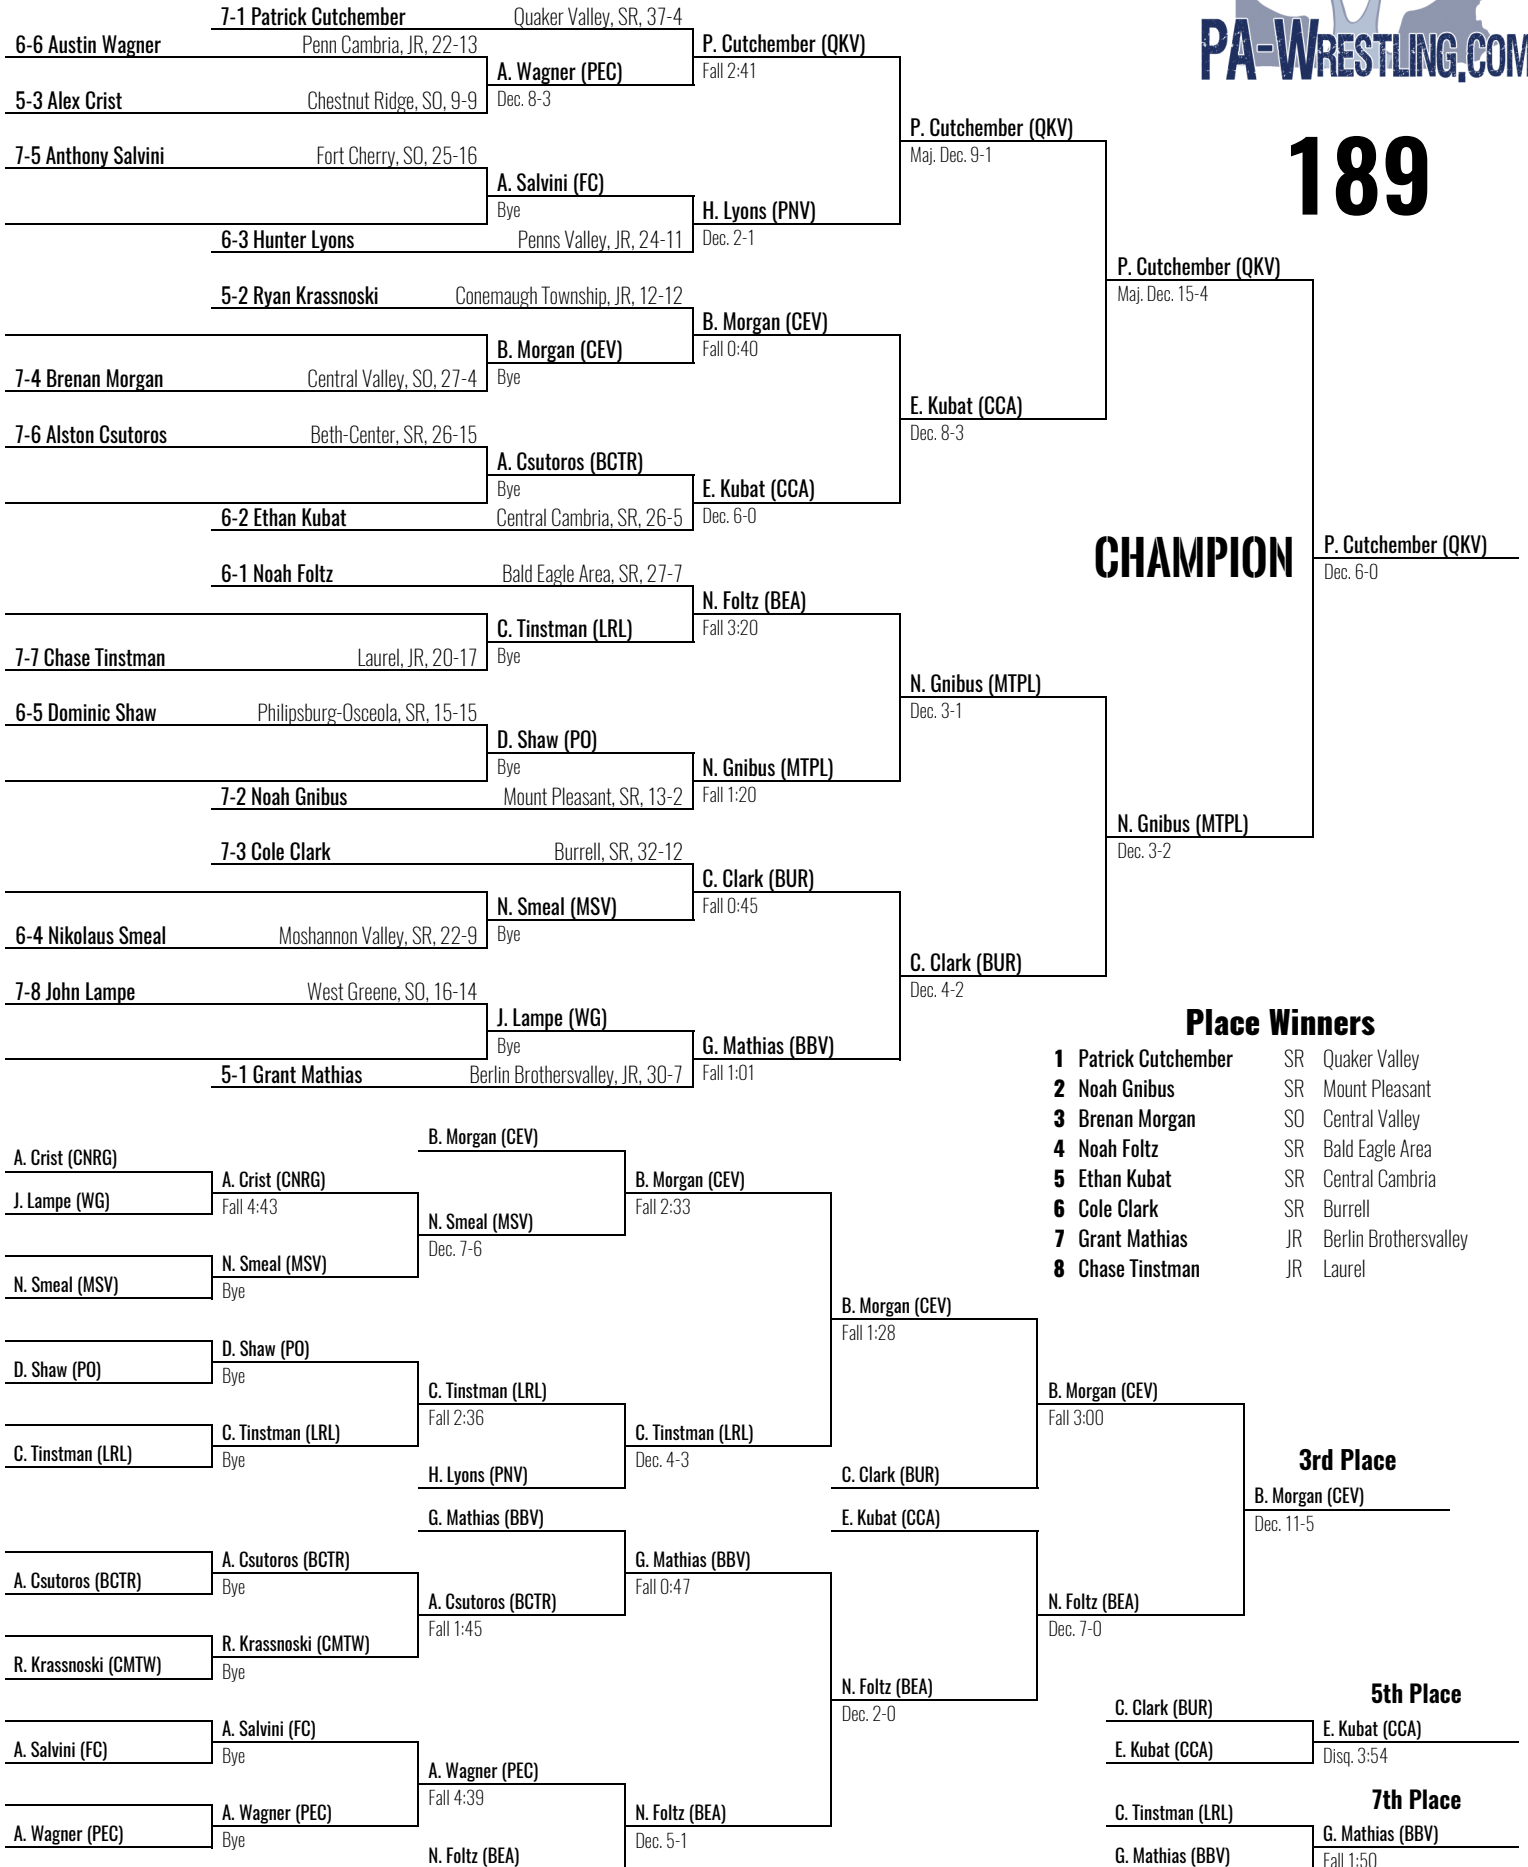 PA-WRESTLING.COM
189
7-1 Patrick Cutchember Quaker Valley, SR, 37-4
6-6 Austin Wagner Penn Cambria, JR, 22-13
5-3 Alex Crist Chestnut Ridge, SO, 9-9
7-5 Anthony Salvini Fort Cherry, SO, 25-16
6-3 Hunter Lyons Penns Valley, JR, 24-11
5-2 Ryan Krassnoski Conemaugh Township, JR, 12-12
7-4 Brenan Morgan Central Valley, SO, 27-4
7-6 Alston Csutoros Beth-Center, SR, 26-15
6-2 Ethan Kubat Central Cambria, SR, 26-5
6-1 Noah Foltz Bald Eagle Area, SR, 27-7
7-7 Chase Tinstman Laurel, JR, 20-17
6-5 Dominic Shaw Philipsburg-Osceola, SR, 15-15
7-2 Noah Gnibus Mount Pleasant, SR, 13-2
7-3 Cole Clark Burrell, SR, 32-12
6-4 Nikolaus Smeal Moshannon Valley, SR, 22-9
7-8 John Lampe West Greene, SO, 16-14
5-1 Grant Mathias Berlin Brothersvalley, JR, 30-7
A. Wagner (PEC)
Dec. 8-3
A. Salvini (FC)
Bye
B. Morgan (CEV)
Bye
A. Csutoros (BCTR)
Bye
C. Tinstman (LRL)
Bye
D. Shaw (PO)
Bye
N. Smeal (MSV)
Bye
J. Lampe (WG)
Bye
P. Cutchember (QKV)
Fall 2:41
H. Lyons (PNV)
Dec. 2-1
B. Morgan (CEV)
Fall 0:40
E. Kubat (CCA)
Dec. 6-0
N. Foltz (BEA)
Fall 3:20
N. Gnibus (MTPL)
Fall 1:20
C. Clark (BUR)
Fall 0:45
G. Mathias (BBV)
Fall 1:01
P. Cutchember (QKV)
Maj. Dec. 9-1
E. Kubat (CCA)
Dec. 8-3
N. Gnibus (MTPL)
Dec. 3-1
C. Clark (BUR)
Dec. 4-2
P. Cutchember (QKV)
Maj. Dec. 15-4
N. Gnibus (MTPL)
Dec. 3-2
CHAMPION
P. Cutchember (QKV)
Dec. 6-0
Place Winners
1 Patrick Cutchember SR Quaker Valley
2 Noah Gnibus SR Mount Pleasant
3 Brenan Morgan SO Central Valley
4 Noah Foltz SR Bald Eagle Area
5 Ethan Kubat SR Central Cambria
6 Cole Clark SR Burrell
7 Grant Mathias JR Berlin Brothersvalley
8 Chase Tinstman JR Laurel
A. Crist (CNRG)
J. Lampe (WG)
N. Smeal (MSV)
D. Shaw (PO)
C. Tinstman (LRL)
A. Csutoros (BCTR)
R. Krassnoski (CMTW)
A. Salvini (FC)
A. Wagner (PEC)
A. Crist (CNRG)
Fall 4:43
N. Smeal (MSV)
Bye
D. Shaw (PO)
Bye
C. Tinstman (LRL)
Bye
A. Csutoros (BCTR)
Bye
R. Krassnoski (CMTW)
Bye
A. Salvini (FC)
Bye
A. Wagner (PEC)
Bye
B. Morgan (CEV)
N. Smeal (MSV)
Dec. 7-6
C. Tinstman (LRL)
Fall 2:36
H. Lyons (PNV)
G. Mathias (BBV)
A. Csutoros (BCTR)
Fall 1:45
A. Wagner (PEC)
Fall 4:39
N. Foltz (BEA)
B. Morgan (CEV)
Fall 2:33
C. Tinstman (LRL)
Dec. 4-3
G. Mathias (BBV)
Fall 0:47
N. Foltz (BEA)
Dec. 5-1
B. Morgan (CEV)
Fall 1:28
C. Clark (BUR)
E. Kubat (CCA)
N. Foltz (BEA)
Dec. 2-0
B. Morgan (CEV)
Fall 3:00
N. Foltz (BEA)
Dec. 7-0
3rd Place
B. Morgan (CEV)
Dec. 11-5
5th Place
C. Clark (BUR)
E. Kubat (CCA)
E. Kubat (CCA)
Disq. 3:54
7th Place
C. Tinstman (LRL)
G. Mathias (BBV)
G. Mathias (BBV)
Fall 1:50